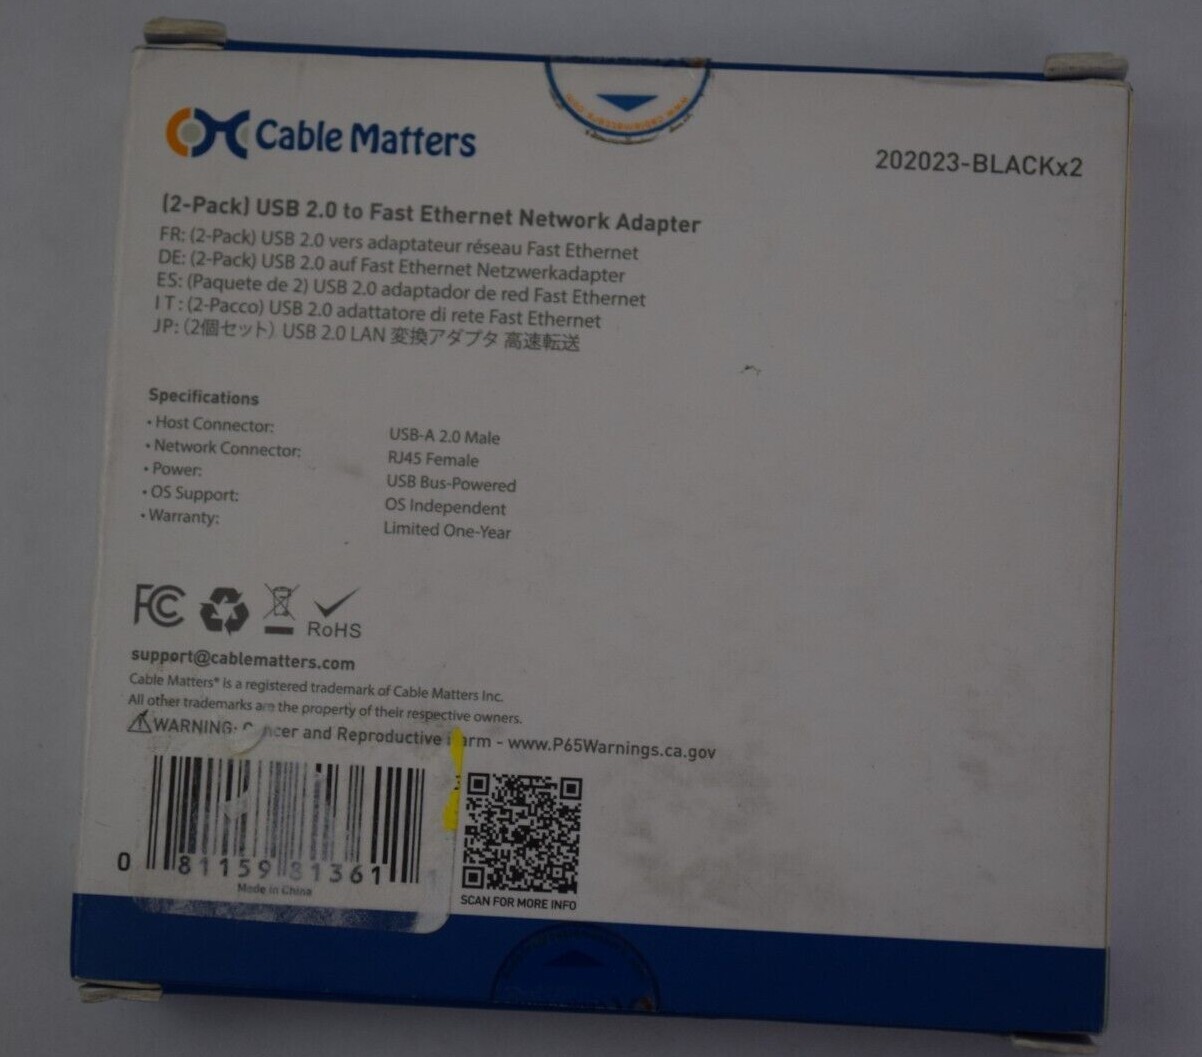 Cable Matters
202023-BLACKx2
(2-Pack) USB 2.0 to Fast Ethernet Network Adapter
FR: (2-Pack) USB 2.0 vers adaptateur réseau Fast Ethernet
DE: (2-Pack) USB 2.0 auf Fast Ethernet Netzwerkadapter
ES: (Paquete de 2) USB 2.0 adaptador de red Fast Ethernet
IT: (2-Pacco) USB 2.0 adattatore di rete Fast Ethernet
JP: (2個セット) USB 2.0 LAN 変換アダプタ 高速転送
Specifications
• Host Connector: USB-A 2.0 Male
• Network Connector: RJ45 Female
• Power: USB Bus-Powered
• OS Support: OS Independent
• Warranty: Limited One-Year
FC
RoHS
support@cablematters.com
Cable Matters® is a registered trademark of Cable Matters Inc.
All other trademarks are the property of their respective owners.
WARNING: Cancer and Reproductive Harm - www.P65Warnings.ca.gov
0 81159 81361 1
Made in China
SCAN FOR MORE INFO